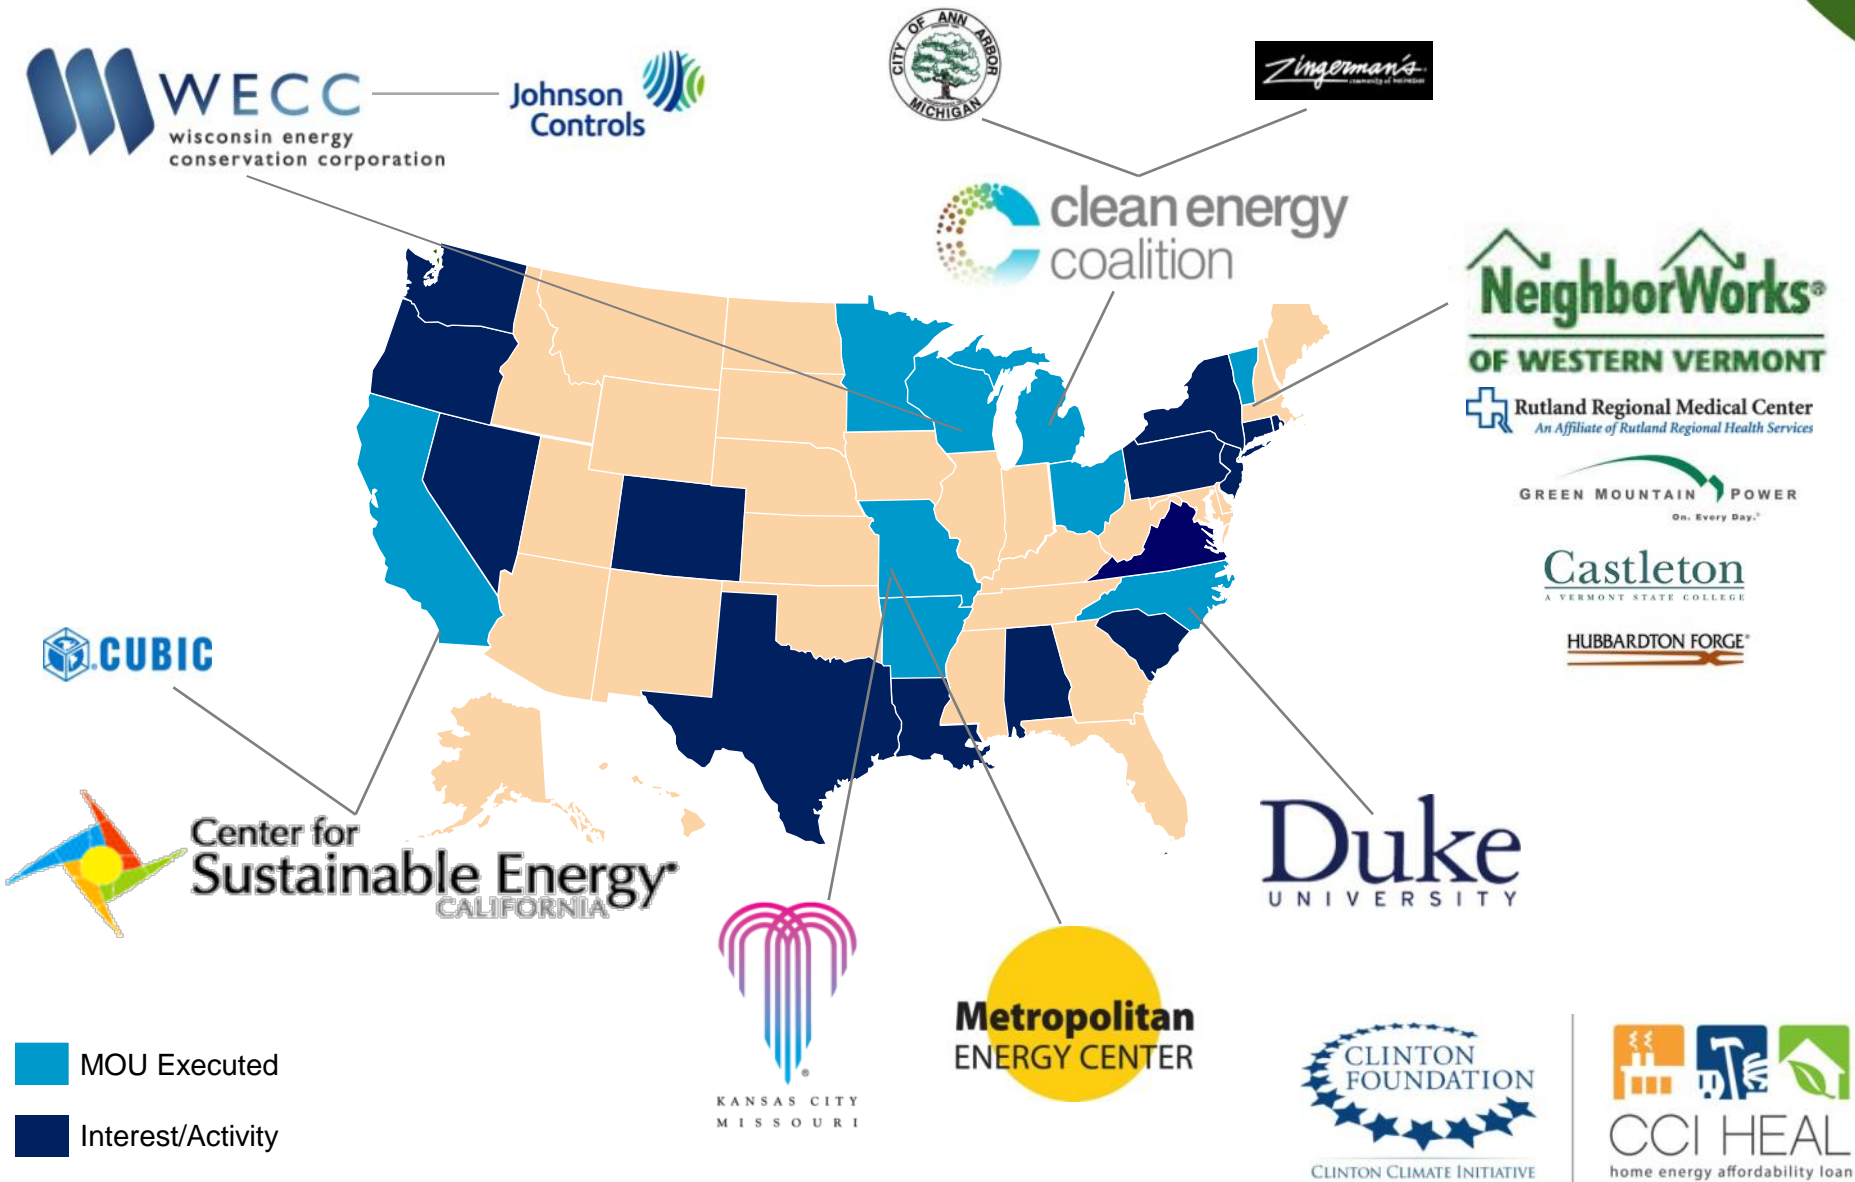 WECC
wisconsin energy
conservation corporation
Johnson
Controls
CITY OF ANN ARBOR
MICHIGAN
Zingerman's
clean energy
coalition
NeighborWorks®
OF WESTERN VERMONT
Rutland Regional Medical Center
An Affiliate of Rutland Regional Health Services
GREEN MOUNTAIN POWER
On. Every Day.®
Castleton
A VERMONT STATE COLLEGE
HUBBARDTON FORGE®
CUBIC
Center for
Sustainable Energy
CALIFORNIA
Duke
UNIVERSITY
KANSAS CITY
MISSOURI
Metropolitan
ENERGY CENTER
CLINTON
FOUNDATION
CLINTON CLIMATE INITIATIVE
CCI HEAL
home energy affordability loan
MOU Executed
Interest/Activity